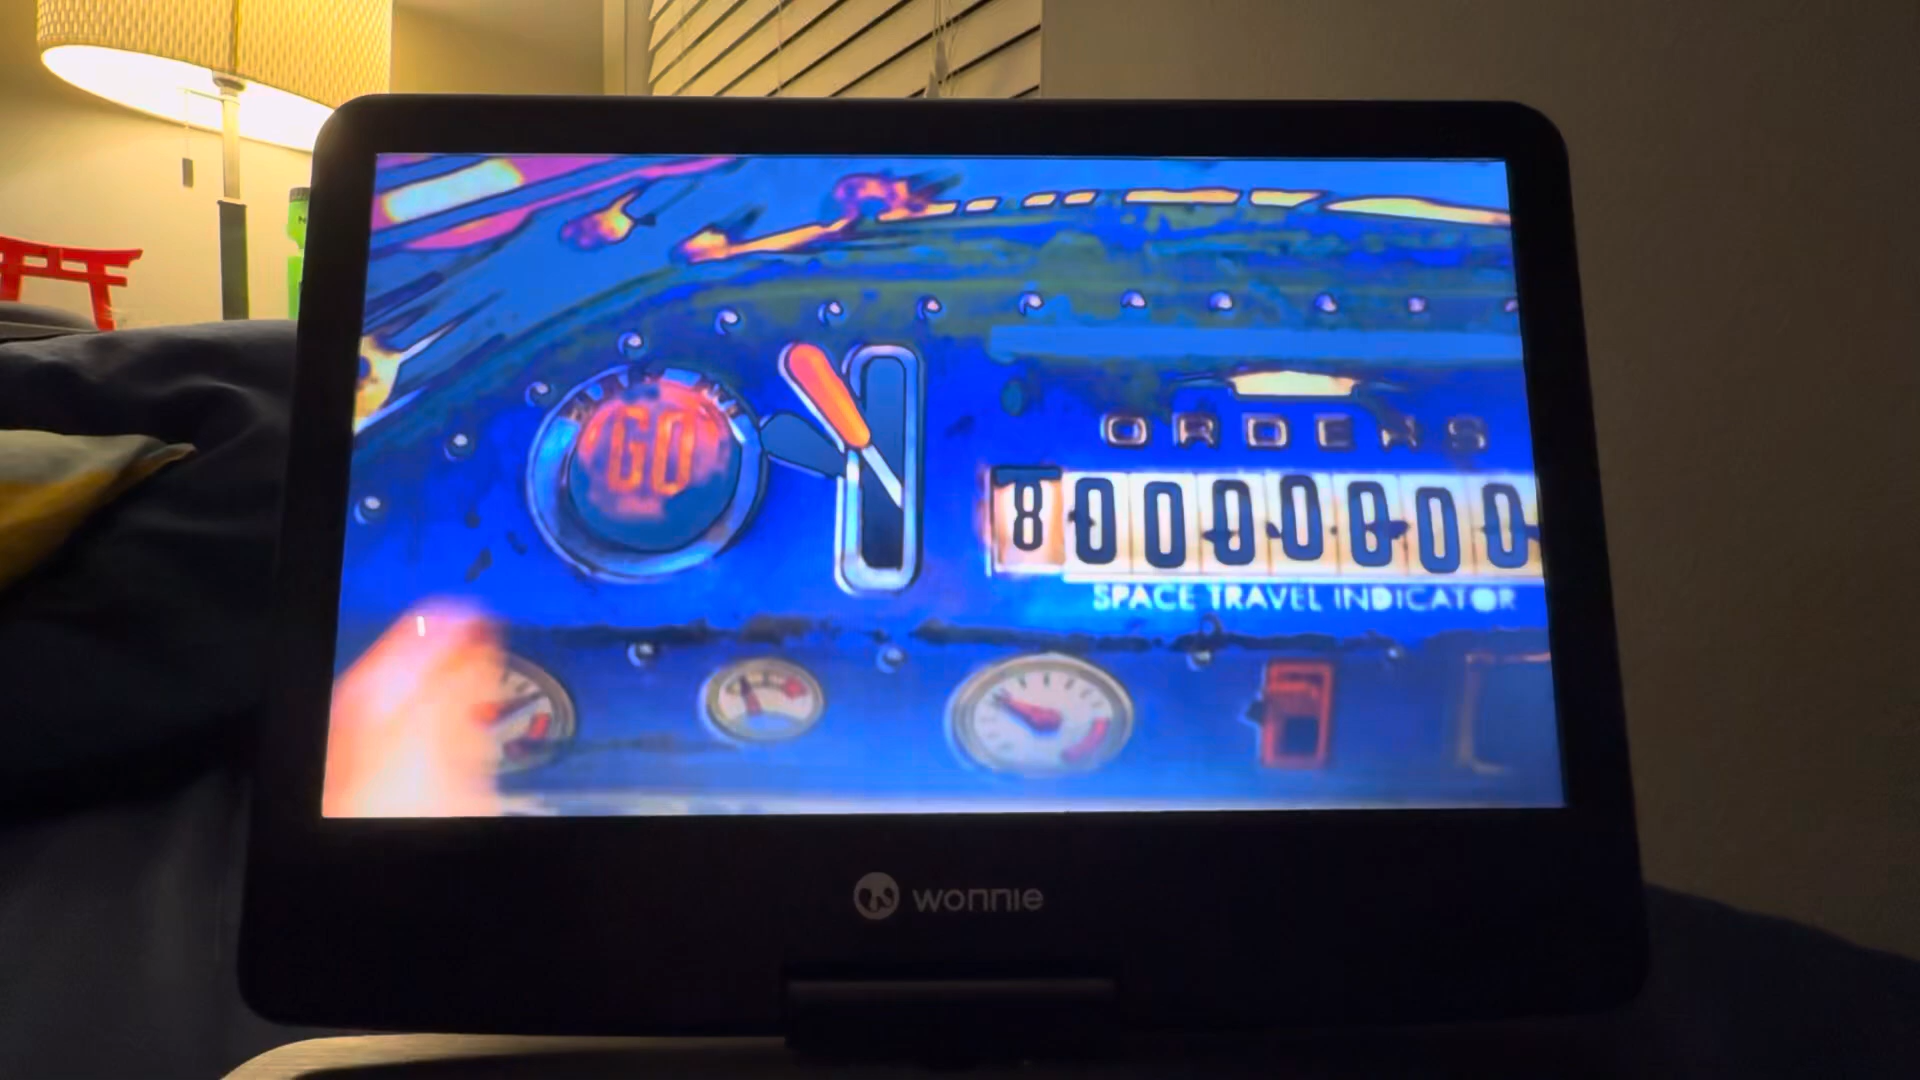 GO
ORDERS
80000000
SPACE TRAVEL INDICATOR
wonnie